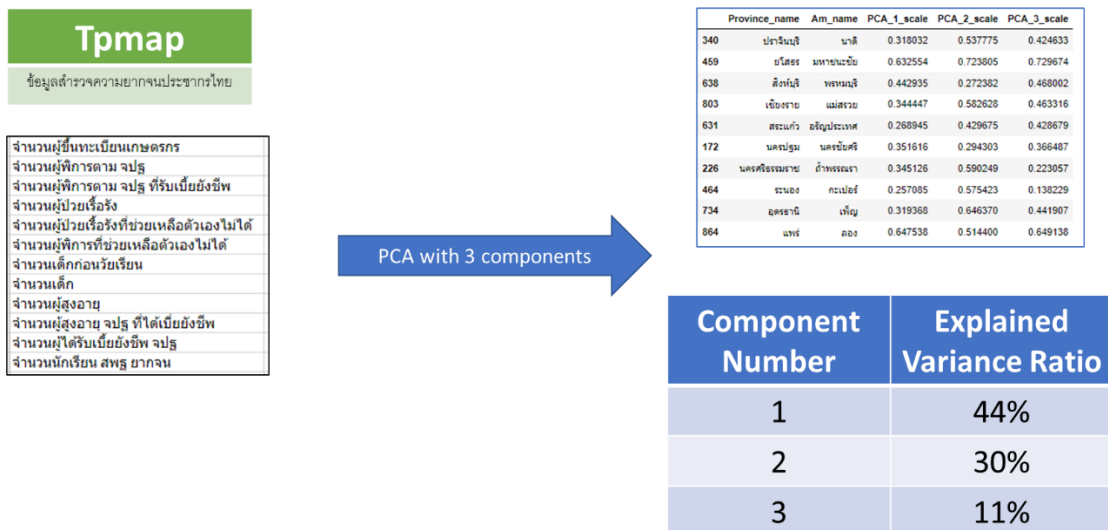 Tpmap
ข้อมูลสำรวจความยากจนประชากรไทย
จำนวนผู้ขึ้นทะเบียนเกษตรกร
จำนวนผู้พิการตาม จปฐ
จำนวนผู้พิการตาม จปฐ ที่รับเบี้ยยังชีพ
จำนวนผู้ป่วยเรื้อรัง
จำนวนผู้ป่วยเรื้อรังที่ช่วยเหลือตัวเองไม่ได้
จำนวนผู้พิการที่ช่วยเหลือตัวเองไม่ได้
จำนวนเด็กก่อนวัยเรียน
จำนวนเด็ก
จำนวนผู้สูงอายุ
จำนวนผู้สูงอายุ จปฐ ที่ได้เบี้ยยังชีพ
จำนวนผู้ได้รับเบี้ยยังชีพ จปฐ
จำนวนนักเรียน สพฐ ยากจน
PCA with 3 components
Province_name Am_name PCA_1_scale PCA_2_scale PCA_3_scale
340 ปราจีนบุรี นาดี 0.318032 0.537775 0.424633
459 ยโสธร มหาชนะชัย 0.632554 0.723805 0.729674
638 สิงห์บุรี พรหมบุรี 0.442935 0.272382 0.468002
803 เชียงราย แม่สรวย 0.344447 0.582628 0.463316
631 สระแก้ว อรัญประเทศ 0.268945 0.429675 0.428679
172 นครปฐม นครชัยศรี 0.351616 0.294303 0.366487
226 นครศรีธรรมราช ถ้ำพรรณรา 0.345126 0.590249 0.223057
464 ระนอง กะเปอร์ 0.257085 0.575423 0.138229
734 อุดรธานี เพ็ญ 0.319368 0.646370 0.441907
864 แพร่ ลอง 0.647538 0.514400 0.649138
Component Number Explained Variance Ratio
1 44%
2 30%
3 11%